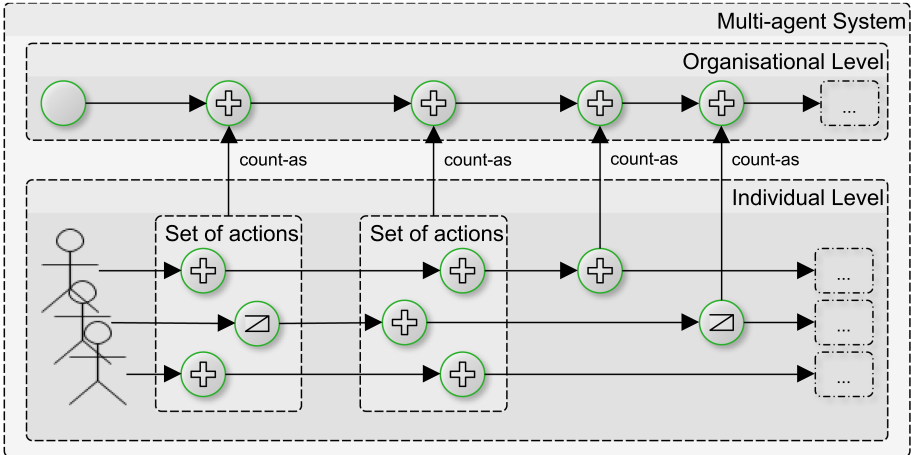 Multi-agent System
Organisational Level
...
count-as
count-as
count-as
count-as
Individual Level
Set of actions
Set of actions
...
...
...